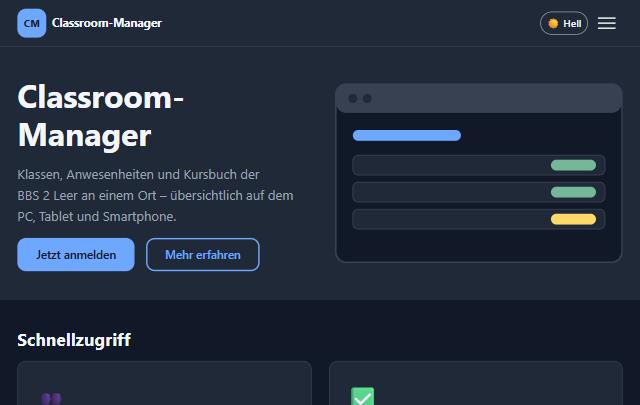 CM Classroom-Manager
Hell
Classroom-
Manager
Klassen, Anwesenheiten und Kursbuch der
BBS 2 Leer an einem Ort – übersichtlich auf dem
PC, Tablet und Smartphone.
Jetzt anmelden
Mehr erfahren
Schnellzugriff